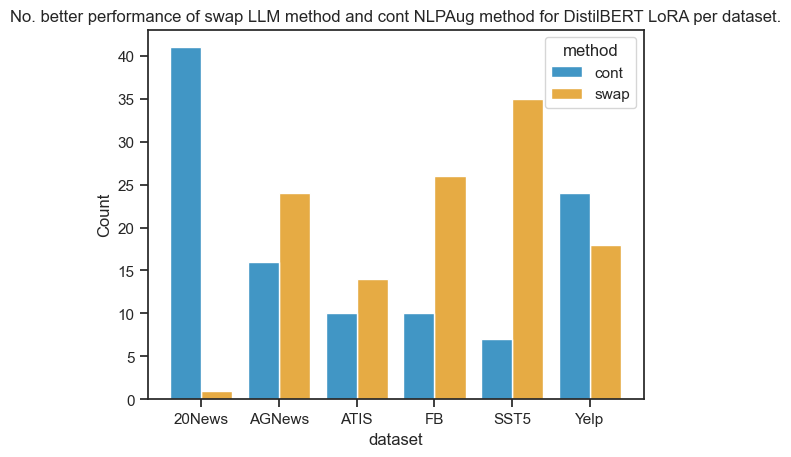 No. better performance of swap LLM method and cont NLPAug method for DistilBERT LoRA per dataset.
method
cont
swap
Count
40
35
30
25
20
15
10
5
0
20News AGNews ATIS FB SST5 Yelp
dataset